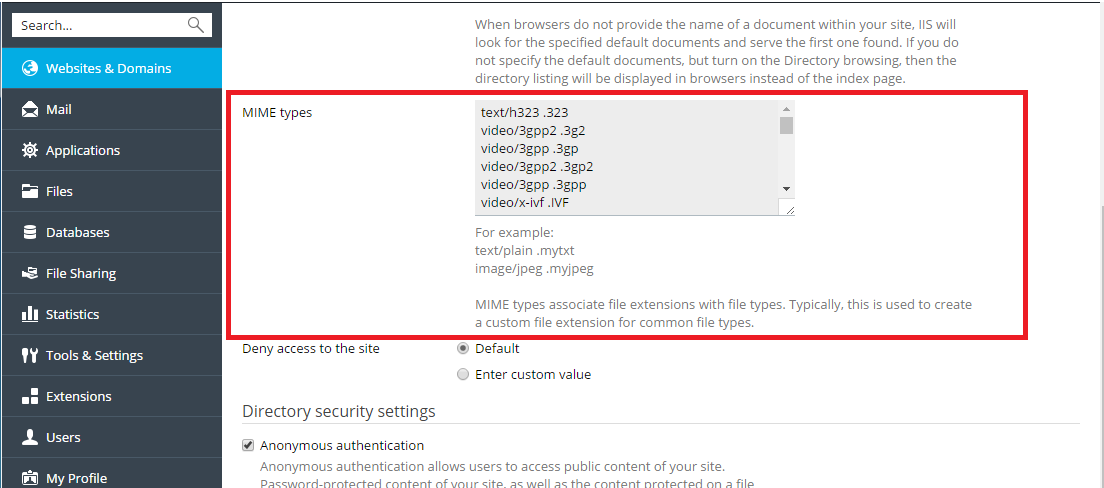 Search...
Websites & Domains
Mail
Applications
Files
Databases
File Sharing
Statistics
Tools & Settings
Extensions
Users
My Profile
When browsers do not provide the name of a document within your site, IIS will
look for the specified default documents and serve the first one found. If you do
not specify the default documents, but turn on the Directory browsing, then the
directory listing will be displayed in browsers instead of the index page.
MIME types
text/h323 .323
video/3gpp2 .3g2
video/3gpp .3gp
video/3gpp2 .3gp2
video/3gpp .3gpp
video/x-ivf .IVF
For example:
text/plain .mytxt
image/jpeg .myjpeg
MIME types associate file extensions with file types. Typically, this is used to create
a custom file extension for common file types.
Deny access to the site
Default
Enter custom value
Directory security settings
Anonymous authentication
Anonymous authentication allows users to access public content of your site.
Password-protected content of your site, as well as the content protected on a file